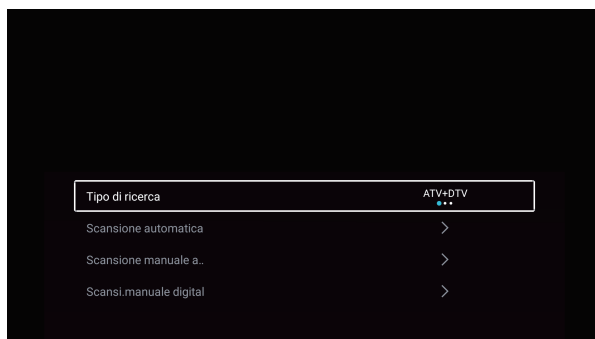 Tipo di ricerca ATV+DTV
Scansione automatica
Scansione manuale a..
Scansi.manuale digital